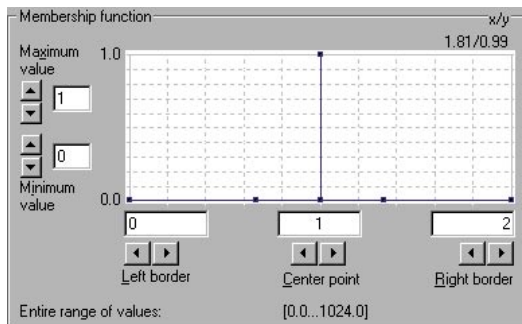 Membership function
x/y
1.81/0.99
Maximum
value
1.0
1
0
Minimum
value
0.0
0
1
2
Left border
Center point
Right border
Entire range of values:
[0.0...1024.0]